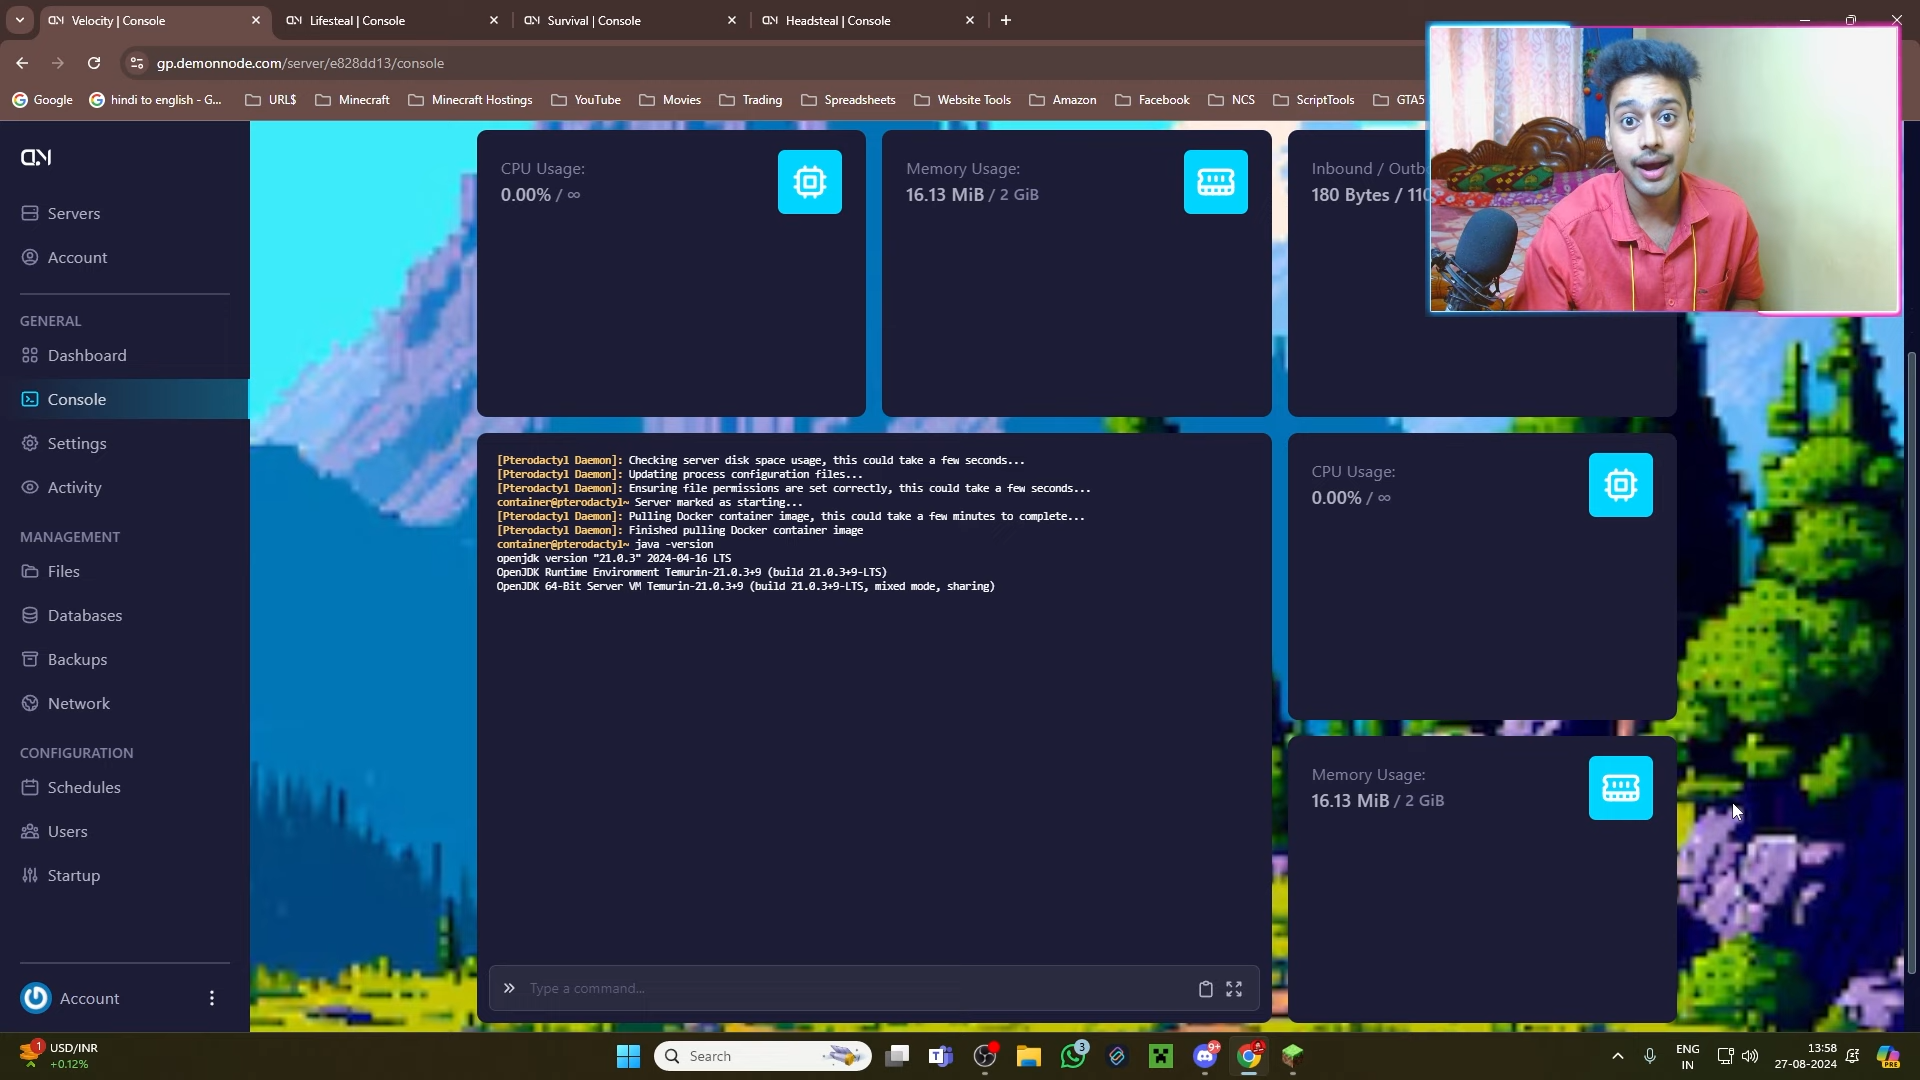 Velocity | Console
Lifesteal | Console
Survival | Console
Headsteal | Console
gp.demonnode.com/server/e828dd13/console
Google
hindi to english - G...
URL$
Minecraft
Minecraft Hostings
YouTube
Movies
Trading
Spreadsheets
Website Tools
Amazon
Facebook
NCS
ScriptTools
GTA5
Servers
Account
GENERAL
Dashboard
Console
Settings
Activity
MANAGEMENT
Files
Databases
Backups
Network
CONFIGURATION
Schedules
Users
Startup
Account
CPU Usage:
0.00% / ∞
Memory Usage:
16.13 MiB / 2 GiB
Inbound / Outb
180 Bytes / 110
[Pterodactyl Daemon]: Checking server disk space usage, this could take a few seconds...
[Pterodactyl Daemon]: Updating process configuration files...
[Pterodactyl Daemon]: Ensuring file permissions are set correctly, this could take a few seconds...
container@pterodactyl~ Server marked as starting...
[Pterodactyl Daemon]: Pulling Docker container image, this could take a few minutes to complete...
[Pterodactyl Daemon]: Finished pulling Docker container image
container@pterodactyl~ java -version
openjdk version "21.0.3" 2024-04-16 LTS
OpenJDK Runtime Environment Temurin-21.0.3+9 (build 21.0.3+9-LTS)
OpenJDK 64-Bit Server VM Temurin-21.0.3+9 (build 21.0.3+9-LTS, mixed mode, sharing)
Type a command...
CPU Usage:
0.00% / ∞
Memory Usage:
16.13 MiB / 2 GiB
1
USD/INR
+0.12%
Search
3
9+
ENG
IN
13:58
27-08-2024
PRE